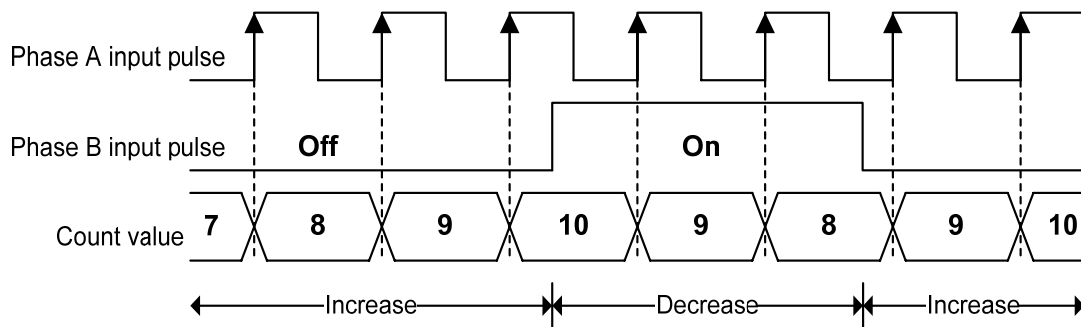 Phase A input pulse
Phase B input pulse Off On
Count value 7 8 9 10 9 8 9 10
Increase Decrease Increase